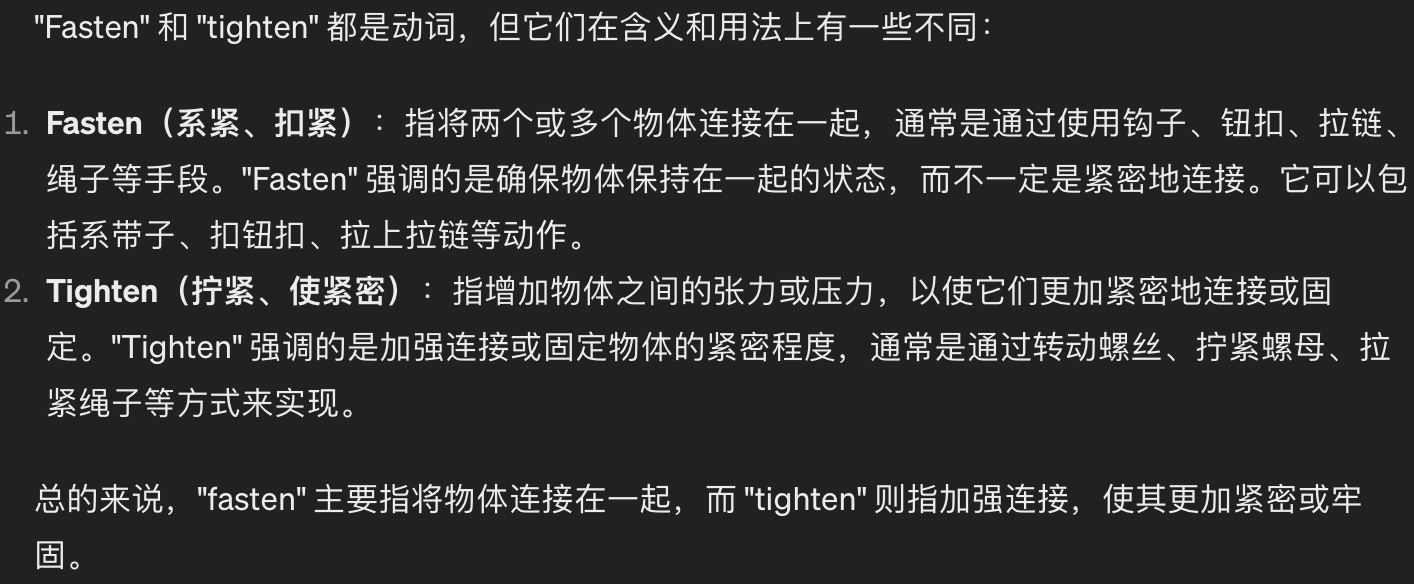 "Fasten" 和 "tighten" 都是动词，但它们在含义和用法上有一些不同：
1. Fasten（系紧、扣紧）： 指将两个或多个物体连接在一起，通常是通过使用钩子、钮扣、拉链、
绳子等手段。"Fasten" 强调的是确保物体保持在一起的状态，而不一定是紧密地连接。它可以包
括系带子、扣钮扣、拉上拉链等动作。
2. Tighten（拧紧、使紧密）： 指增加物体之间的张力或压力，以使它们更加紧密地连接或固
定。"Tighten" 强调的是加强连接或固定物体的紧密程度，通常是通过转动螺丝、拧紧螺母、拉
紧绳子等方式来实现。
总的来说，"fasten" 主要指将物体连接在一起，而 "tighten" 则指加强连接，使其更加紧密或牢
固。